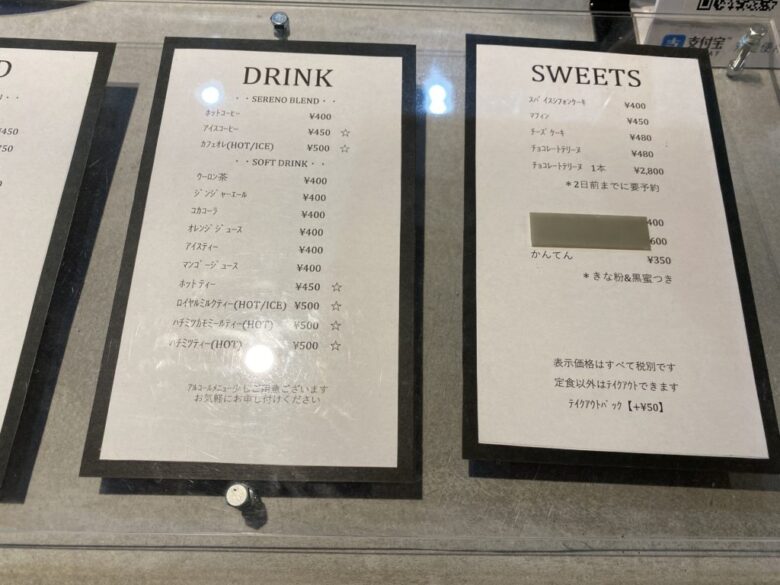 D
¥450
DRINK
・・SERENO BLEND・・
ホットコーヒー ¥400
アイスコーヒー ¥450 ☆
カフェオレ(HOT/ICE) ¥500 ☆
・・SOFT DRINK・・
ウーロン茶 ¥400
ジンジャーエール ¥400
コカコーラ ¥400
オレンジジュース ¥400
アイスティー ¥400
マンゴージュース ¥400
ホットティー ¥450 ☆
ロイヤルミルクティー(HOT/ICE) ¥500 ☆
ハチミツカモミールティー(HOT) ¥500 ☆
ハチミツティー(HOT) ¥500 ☆
アルコールメニューもご用意ございます
お気軽にお申し付けください
SWEETS
スパイスシフォンケーキ ¥400
マフィン ¥450
チーズケーキ ¥480
チョコレートテリーヌ ¥480
チョコレートテリーヌ 1本 ¥2,800
＊2日前までに要予約
400
600
かんてん ¥350
＊きな粉&黒蜜つき
表示価格はすべて税別です
定食以外はテイクアウトできます
テイクアウトパック【+¥50】
支付宝